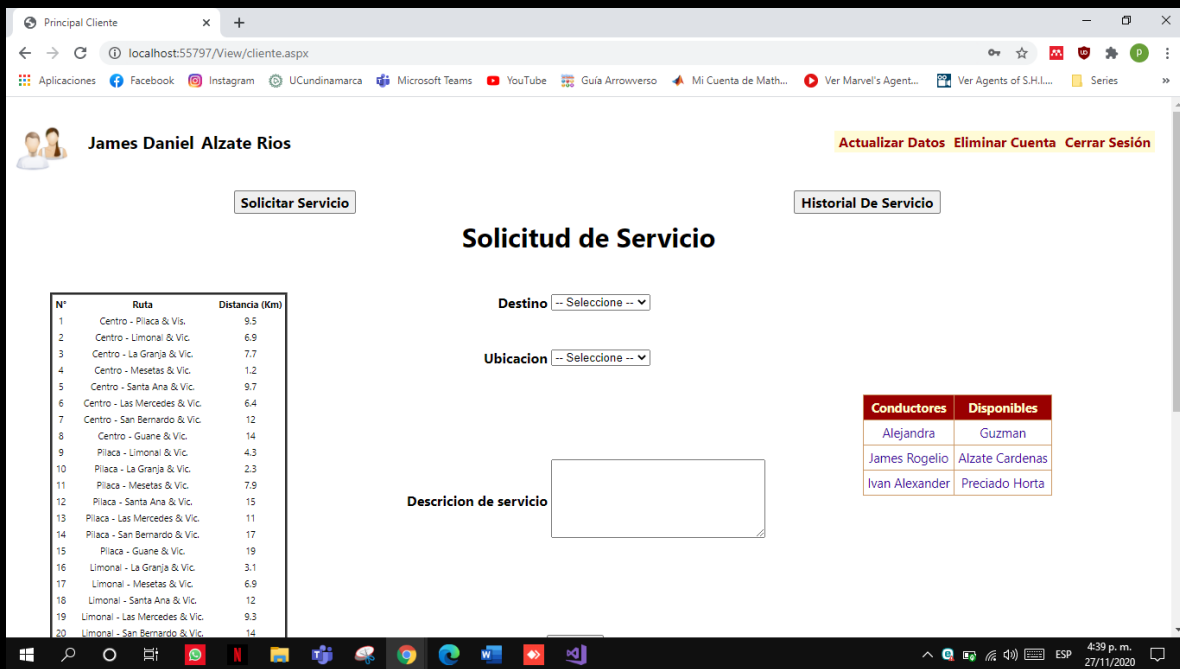 Principal Cliente
localhost:55797/View/cliente.aspx
Aplicaciones Facebook Instagram UCundinamarca Microsoft Teams YouTube Guía Arrowverso Mi Cuenta de Math... Ver Marvel's Agent... Ver Agents of S.H.I.... Series
James Daniel Alzate Rios
Actualizar Datos Eliminar Cuenta Cerrar Sesión
Solicitar Servicio Historial De Servicio
Solicitud de Servicio
N° Ruta Distancia (Km)
1 Centro - Pilaca & Vis. 9.5
2 Centro - Limonal & Vic. 6.9
3 Centro - La Granja & Vic. 7.7
4 Centro - Mesetas & Vic. 1.2
5 Centro - Santa Ana & Vic. 9.7
6 Centro - Las Mercedes & Vic. 6.4
7 Centro - San Bernardo & Vic. 12
8 Centro - Guane & Vic. 14
9 Pilaca - Limonal & Vic. 4.3
10 Pilaca - La Granja & Vic. 2.3
11 Pilaca - Mesetas & Vic. 7.9
12 Pilaca - Santa Ana & Vic. 15
13 Pilaca - Las Mercedes & Vic. 11
14 Pilaca - San Bernardo & Vic. 17
15 Pilaca - Guane & Vic. 19
16 Limonal - La Granja & Vic. 3.1
17 Limonal - Mesetas & Vic. 6.9
18 Limonal - Santa Ana & Vic. 12
19 Limonal - Las Mercedes & Vic. 9.3
20 Limonal - San Bernardo & Vic. 14
Destino -- Seleccione --
Ubicacion -- Seleccione --
Descricion de servicio
Conductores Disponibles
Alejandra Guzman
James Rogelio Alzate Cardenas
Ivan Alexander Preciado Horta
ESP
4:39 p. m.
27/11/2020